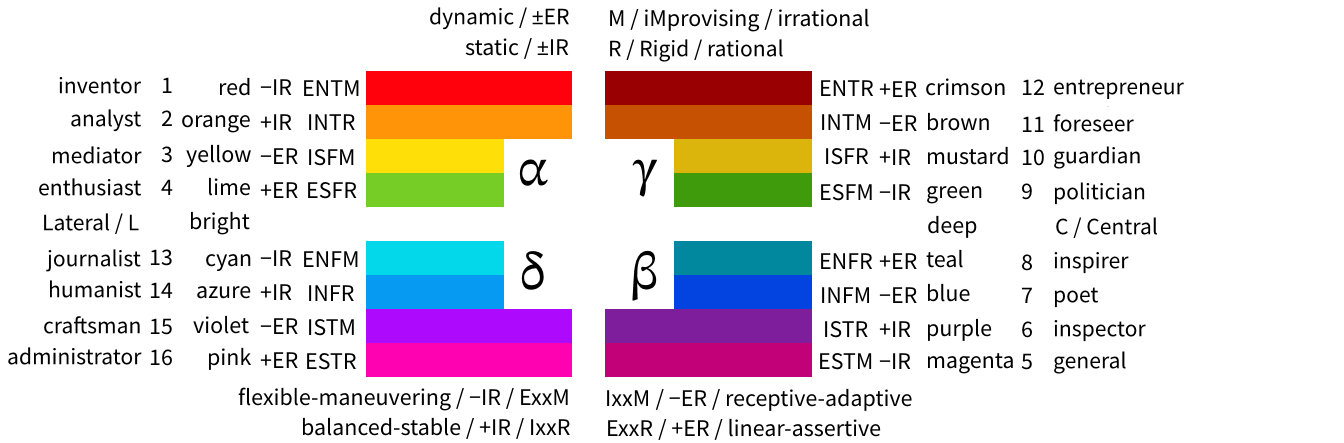 dynamic / ±ER M / iMprovising / irrational
static / ±IR R / Rigid / rational
inventor 1 red −IR ENTM ENTR +ER crimson 12 entrepreneur
analyst 2 orange +IR INTR INTM −ER brown 11 foreseer
mediator 3 yellow −ER ISFM α γ ISFR +IR mustard 10 guardian
enthusiast 4 lime +ER ESFR ESFM −IR green 9 politician
Lateral / L bright deep C / Central
journalist 13 cyan −IR ENFM δ β ENFR +ER teal 8 inspirer
humanist 14 azure +IR INFR INFM −ER blue 7 poet
craftsman 15 violet −ER ISTM ISTR +IR purple 6 inspector
administrator 16 pink +ER ESTR ESTM −IR magenta 5 general
flexible-maneuvering / −IR / ExxM IxxM / −ER / receptive-adaptive
balanced-stable / +IR / IxxR ExxR / +ER / linear-assertive